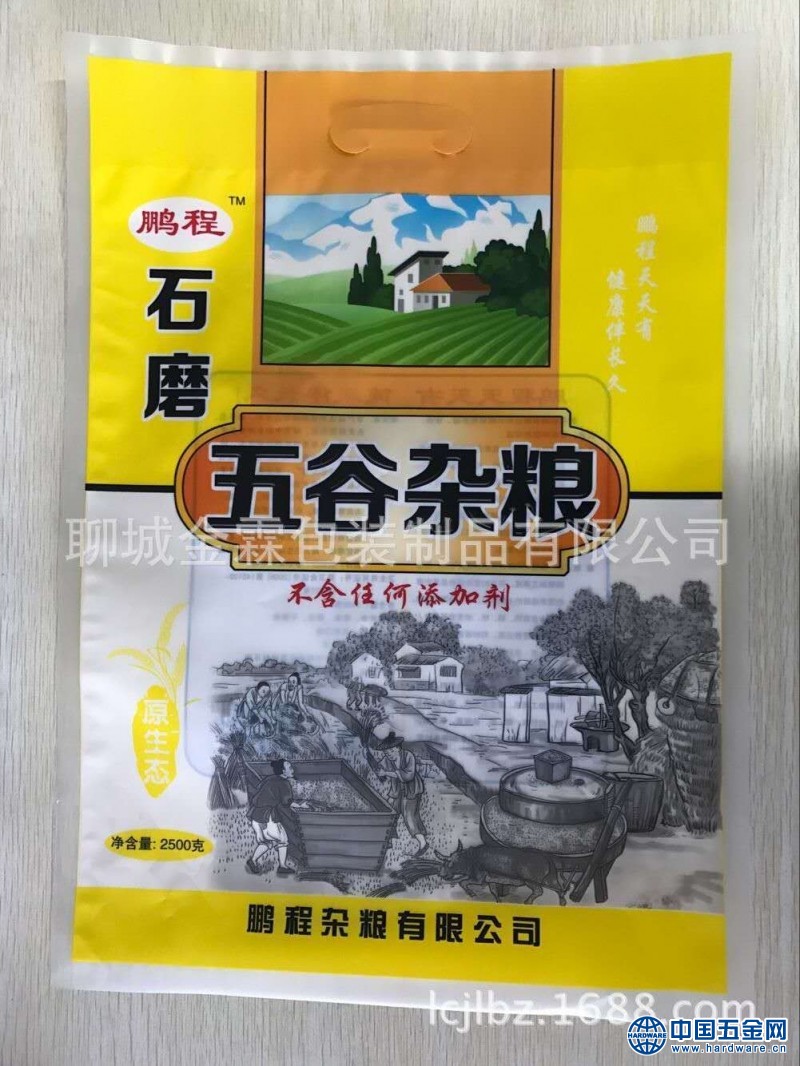 鹏程
TM
石磨
鹏程天天有
健康伴长久
五谷杂粮
聊城金霖包装制品有限公司
不含任何添加剂
原生态
净含量: 2500克
鹏程杂粮有限公司
lcjlbz.1688.com
中国五金网
HARDWARE
www.hardware.cn